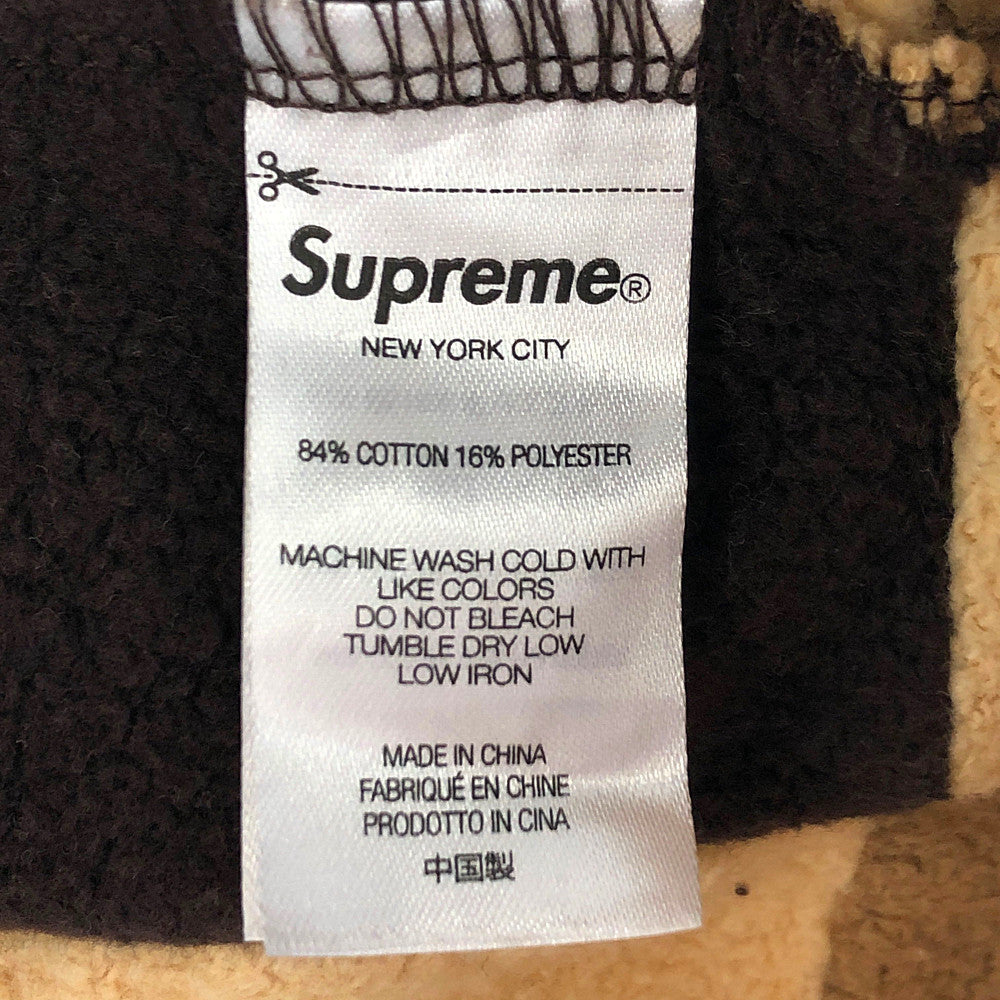 Supreme®
NEW YORK CITY
84% COTTON 16% POLYESTER
MACHINE WASH COLD WITH
LIKE COLORS
DO NOT BLEACH
TUMBLE DRY LOW
LOW IRON
MADE IN CHINA
FABRIQUÉ EN CHINE
PRODOTTO IN CINA
中国製